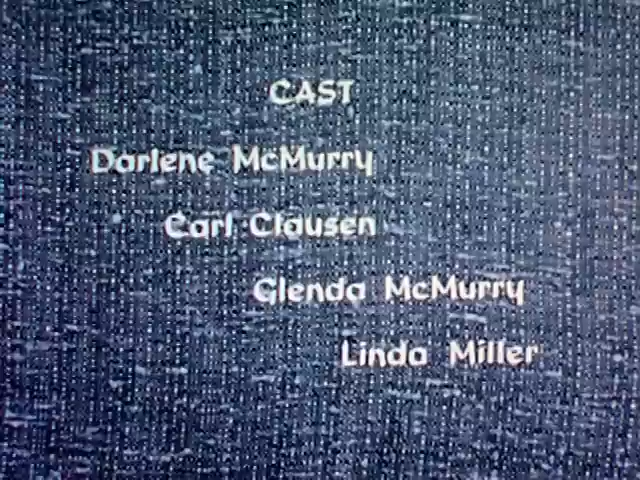 CAST
Darlene McMurry
Carl Clausen
Glenda McMurry
Linda Miller